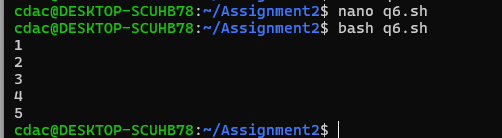 cdac@DESKTOP-SCUHB78:~/Assignment2$ nano q6.sh
cdac@DESKTOP-SCUHB78:~/Assignment2$ bash q6.sh
1
2
3
4
5
cdac@DESKTOP-SCUHB78:~/Assignment2$